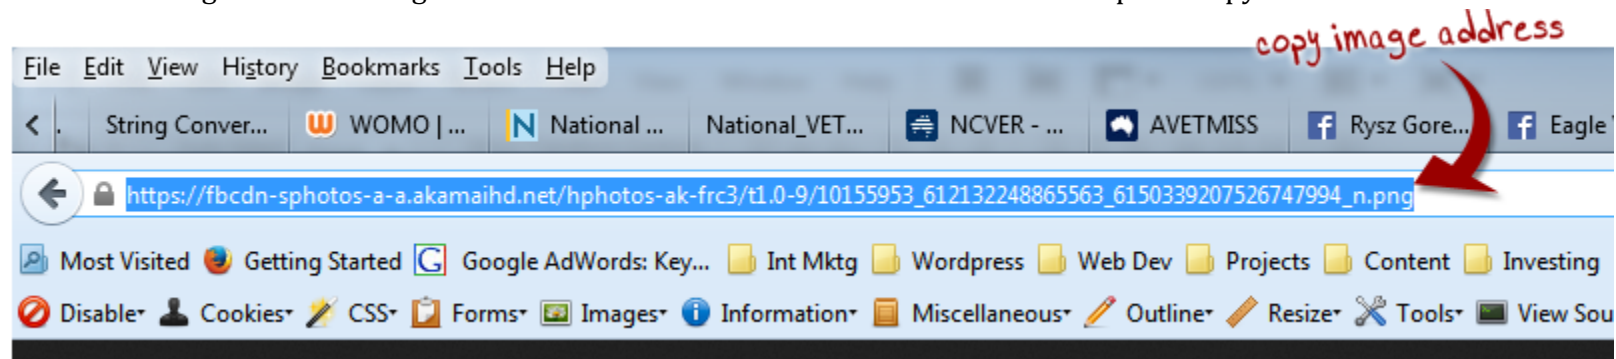 copy image address
File Edit View History Bookmarks Tools Help
. String Conver... WOMO | ... National ... National_VET... NCVER - ... AVETMISS Rysz Gore... Eagle
https://fbcdn-sphotos-a-a.akamaihd.net/hphotos-ak-frc3/t1.0-9/10155953_612132248865563_6150339207526747994_n.png
Most Visited Getting Started G Google AdWords: Key... Int Mktg Wordpress Web Dev Projects Content Investing
Disable Cookies CSS Forms Images Information Miscellaneous Outline Resize Tools View Sou